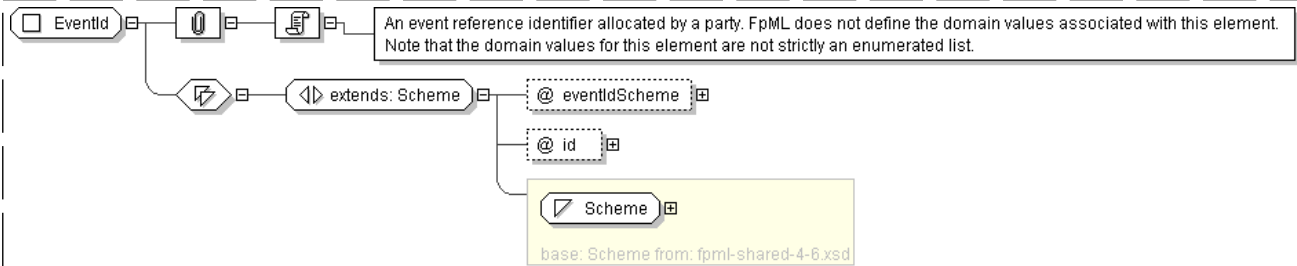 EventId
An event reference identifier allocated by a party. FpML does not define the domain values associated with this element.
Note that the domain values for this element are not strictly an enumerated list.
extends: Scheme
@ eventIdScheme
@ id
Scheme
base: Scheme from: fpml-shared-4-6.xsd